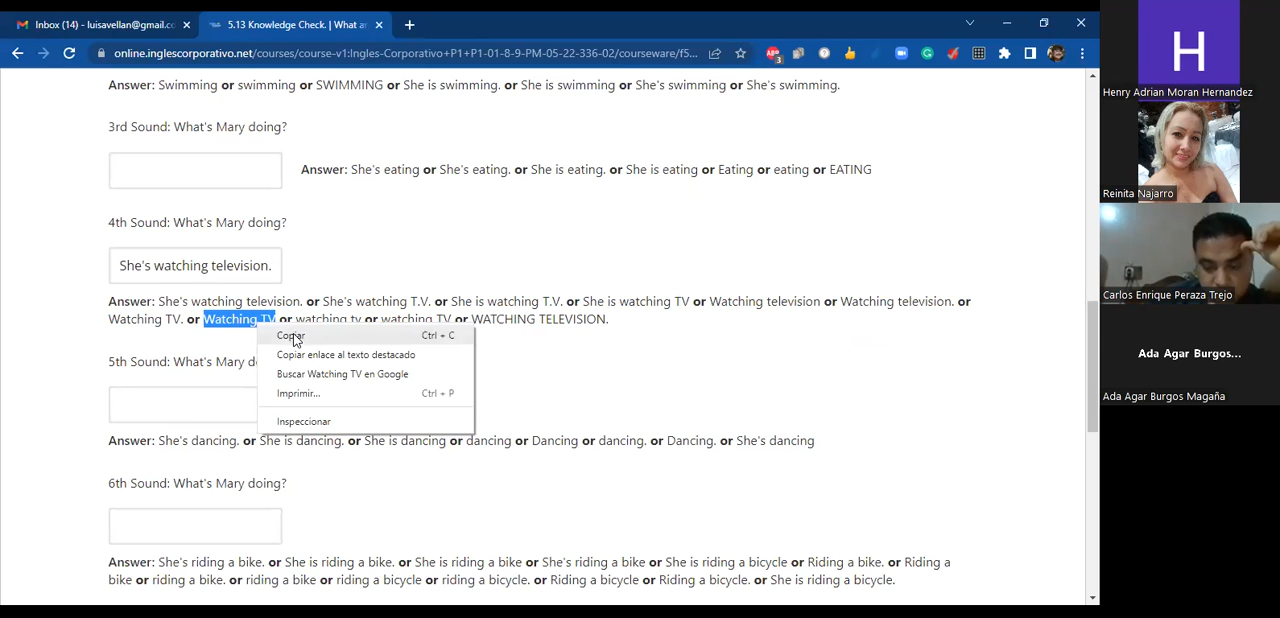 Inbox (14) - luisavellan@gmail.co
5.13 Knowledge Check. | What ar
online.inglescorporativo.net/courses/course-v1:Ingles-Corporativo+P1+P1-01-8-9-PM-05-22-336-02/courseware/f5...
3
Answer: Swimming or swimming or SWIMMING or She is swimming. or She is swimming or She's swimming or She's swimming.
3rd Sound: What's Mary doing?
Answer: She's eating or She's eating. or She is eating. or She is eating or Eating or eating or EATING
4th Sound: What's Mary doing?
She's watching television.
Answer: She's watching television. or She's watching T.V. or She is watching T.V. or She is watching TV or Watching television or Watching television. or
Watching TV. or Watching TV or watching tv or watching TV or WATCHING TELEVISION.
Copiar Ctrl + C
Copiar enlace al texto destacado
5th Sound: What's Mary do
Buscar Watching TV en Google
Imprimir... Ctrl + P
Inspeccionar
Answer: She's dancing. or She is dancing. or She is dancing or dancing or Dancing or dancing. or Dancing. or She's dancing
6th Sound: What's Mary doing?
Answer: She's riding a bike. or She is riding a bike. or She is riding a bike or She's riding a bike or She is riding a bicycle or Riding a bike. or Riding a
bike or riding a bike. or riding a bike or riding a bicycle or riding a bicycle. or Riding a bicycle or Riding a bicycle. or She is riding a bicycle.
H
Henry Adrian Moran Hernandez
Reinita Najarro
Carlos Enrique Peraza Trejo
Ada Agar Burgos...
Ada Agar Burgos Magaña